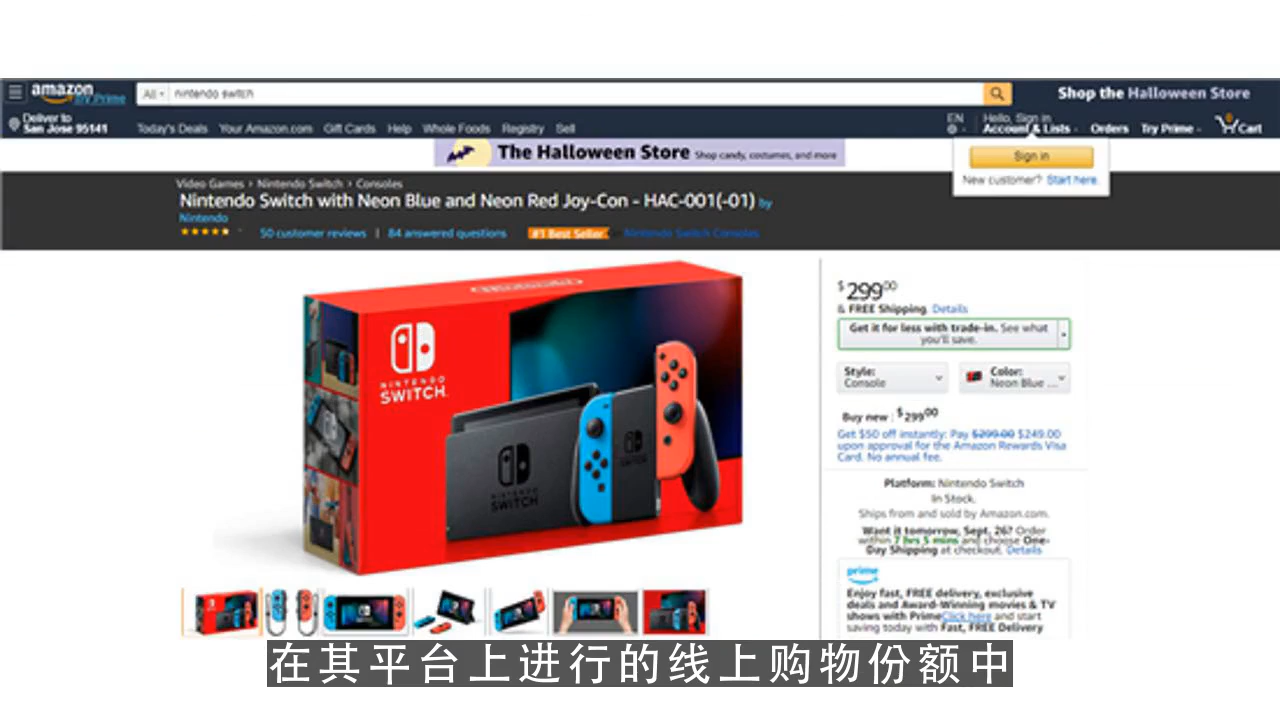 amazon
Try Prime
All
nintendo switch
Shop the Halloween Store
Deliver to
San Jose 95141
Today's Deals Your Amazon.com Gift Cards Help Whole Foods Registry Sell
EN
Hello, Sign in
Account & Lists
Orders Try Prime Cart
The Halloween Store Shop candy, costumes, and more
Sign in
New customer? Start here.
Video Games › Nintendo Switch › Consoles
Nintendo Switch with Neon Blue and Neon Red Joy-Con - HAC-001(-01) by
Nintendo
50 customer reviews | 84 answered questions #1 Best Seller Nintendo Switch Consoles
Nintendo
NINTENDO
SWITCH
NINTENDO
SWITCH
$299.00
& FREE Shipping. Details
Get it for less with trade-in. See what
you'll save.
Style:
Console
Color:
Neon Blue ...
Buy new : $299.00
Get $50 off instantly: Pay $299.00 $249.00
upon approval for the Amazon Rewards Visa
Card. No annual fee.
Platform: Nintendo Switch
In Stock.
Ships from and sold by Amazon.com.
Want it tomorrow, Sept. 26? Order
within 7 hrs 5 mins and choose One-
Day Shipping at checkout. Details
prime
Enjoy fast, FREE delivery, exclusive
deals and Award-Winning movies & TV
shows with Prime Click here and start
saving today with Fast, FREE Delivery
在其平台上进行的线上购物份额中